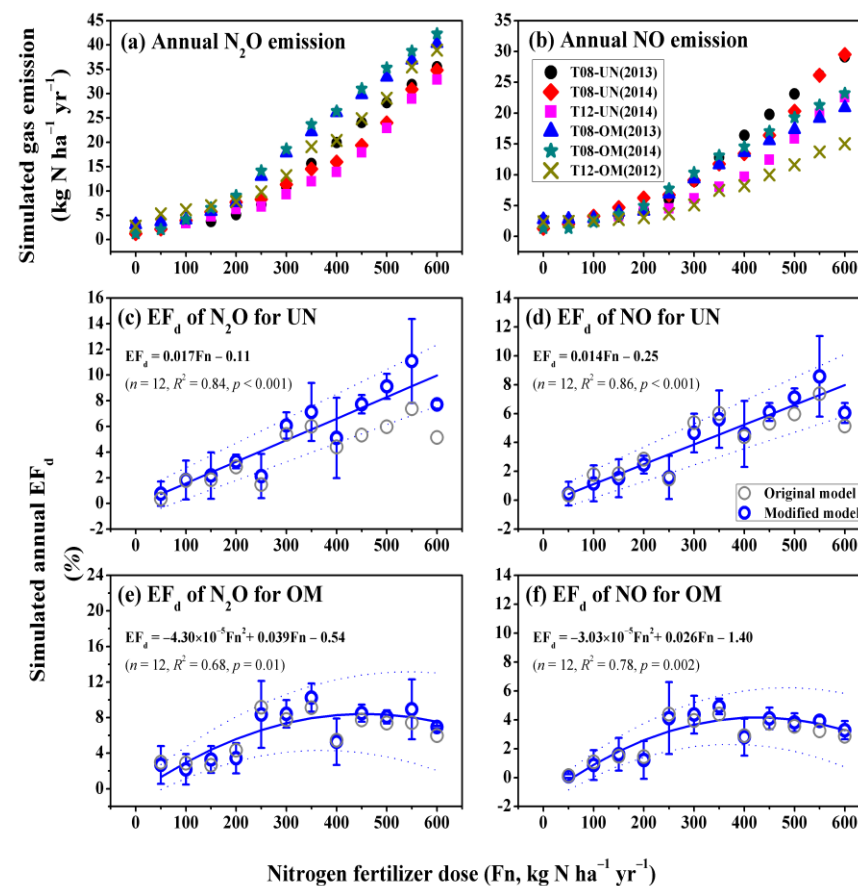 (a) Annual N₂O emission
45
40
35
30
25
20
15
10
5
0
0 100 200 300 400 500 600
Simulated gas emission
(kg N ha⁻¹ yr⁻¹)
(b) Annual NO emission
T08-UN(2013)
T08-UN(2014)
T12-UN(2014)
T08-OM(2013)
T08-OM(2014)
T12-OM(2012)
40
35
30
25
20
15
10
5
0
0 100 200 300 400 500 600
(c) EF_d of N₂O for UN
EF_d = 0.017Fn – 0.11
(n = 12, R² = 0.84, p < 0.001)
16
14
12
10
8
6
4
2
0
-2
0 100 200 300 400 500 600
(d) EF_d of NO for UN
EF_d = 0.014Fn – 0.25
(n = 12, R² = 0.86, p < 0.001)
Original model
Modified model
16
14
12
10
8
6
4
2
0
-2
0 100 200 300 400 500 600
Simulated annual EF_d
(%)
(e) EF_d of N₂O for OM
EF_d = –4.30×10⁻⁵Fn² + 0.039Fn – 0.54
(n = 12, R² = 0.68, p = 0.01)
24
20
16
12
8
4
0
0 100 200 300 400 500 600
(f) EF_d of NO for OM
EF_d = –3.03×10⁻⁵Fn² + 0.026Fn – 1.40
(n = 12, R² = 0.78, p = 0.002)
14
12
10
8
6
4
2
0
-2
0 100 200 300 400 500 600
Nitrogen fertilizer dose (Fn, kg N ha⁻¹ yr⁻¹)